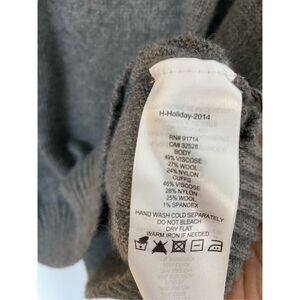 H-Holiday-2014
RN# 91714
CA# 32528
BODY
49% VISCOSE
27% WOOL
24% NYLON
CUFFS
46% VISCOSE
28% NYLON
25% WOOL
1% SPANDEX
HAND WASH COLD SEPARATELY
DO NOT BLEACH
DRY FLAT
WARM IRON IF NEEDED